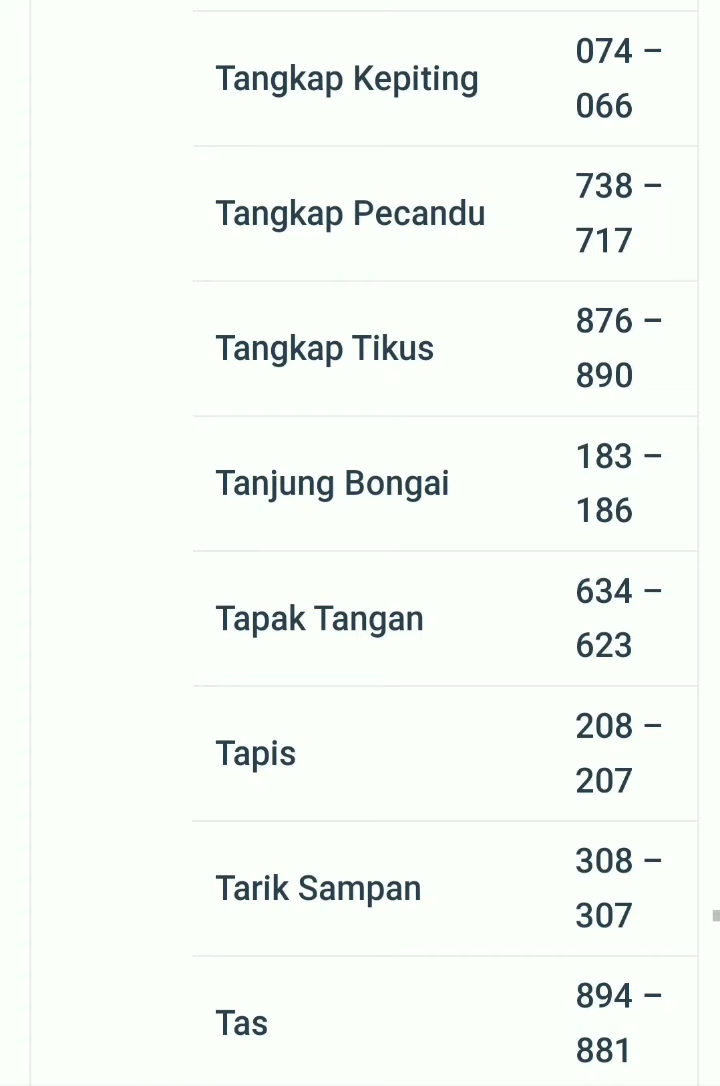 Tangkap Kepiting
074 –
066
Tangkap Pecandu
738 –
717
Tangkap Tikus
876 –
890
Tanjung Bongai
183 –
186
Tapak Tangan
634 –
623
Tapis
208 –
207
Tarik Sampan
308 –
307
Tas
894 –
881